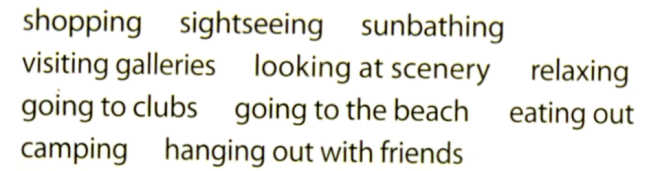 shopping sightseeing sunbathing
visiting galleries looking at scenery relaxing
going to clubs going to the beach eating out
camping hanging out with friends